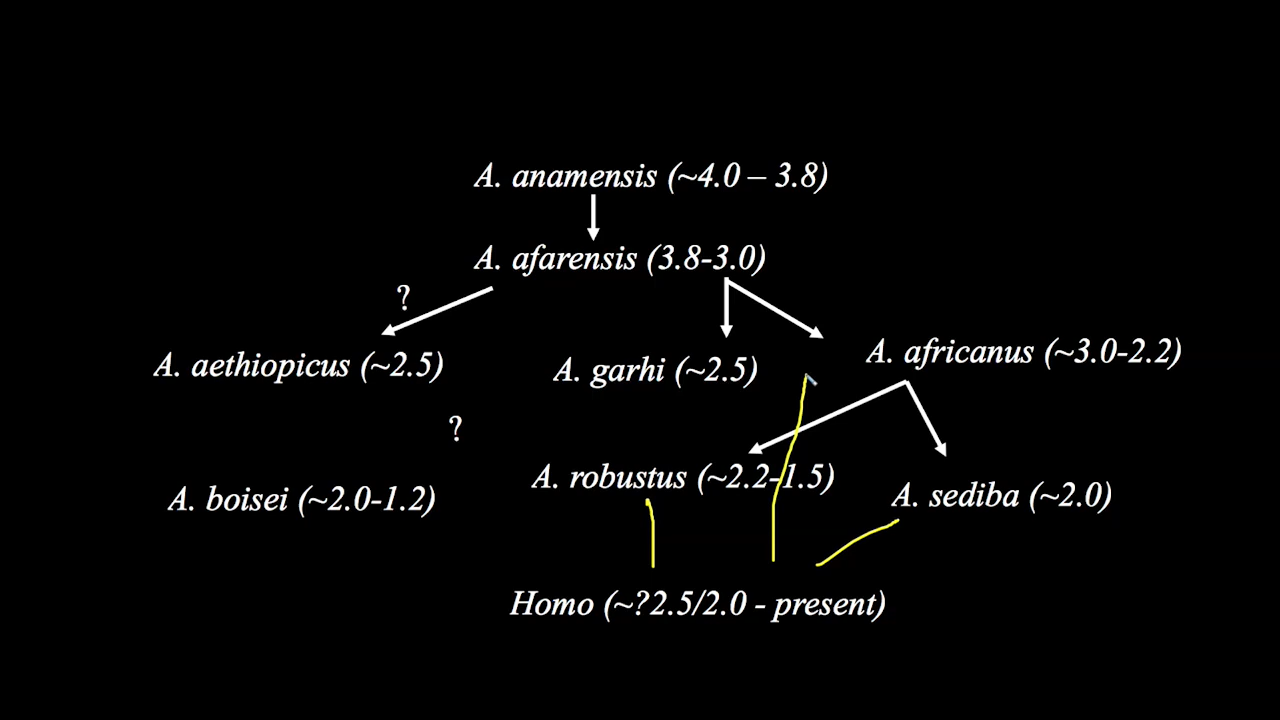 A. anamensis (~4.0 – 3.8)
A. afarensis (3.8-3.0)
?
A. aethiopicus (~2.5)
A. garhi (~2.5)
A. africanus (~3.0-2.2)
?
A. boisei (~2.0-1.2)
A. robustus (~2.2-1.5)
A. sediba (~2.0)
Homo (~?2.5/2.0 - present)